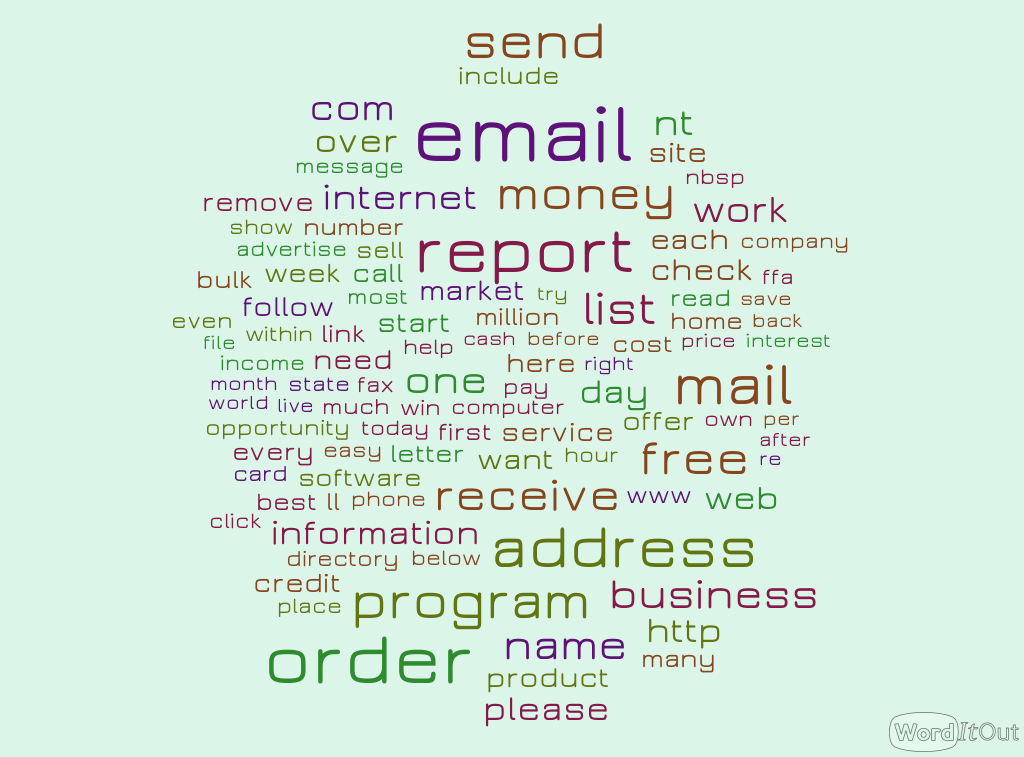 send
include
com email nt
over site
message nbsp
remove internet money work
show number report each company
advertise sell check ffa
bulk week call
follow most market try list read save
even start million home back
file within link help cash before cost price interest
income need here right
month state fax one pay day mail
world live much win computer
opportunity today first service offer own per
every easy letter want hour free after
card software re
best ll phone receive www web
click information address
directory below
credit program business
place
order name http
product many
please
WordItOut